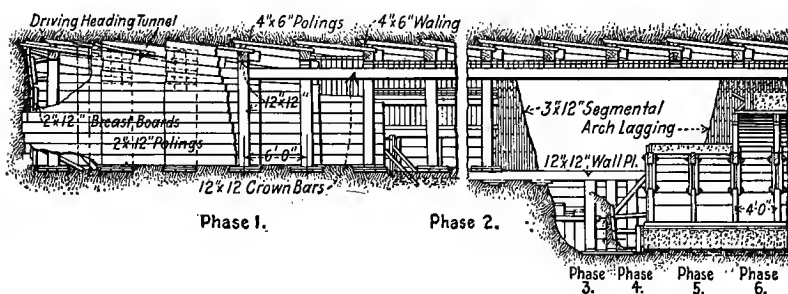 Driving Heading Tunnel
4"x 6" Polings
4"x 6" Waling
12"x 12"
2"x 12" Breast Boards
2"x 12" Polings
6'-0"
12"x 12 Crown Bars
3"x 12" Segmental
Arch Lagging
12"x 12" Wall Pl.
4'-0"
Phase 1.
Phase 2.
Phase
3.
Phase
4.
Phase
5.
Phase
6.